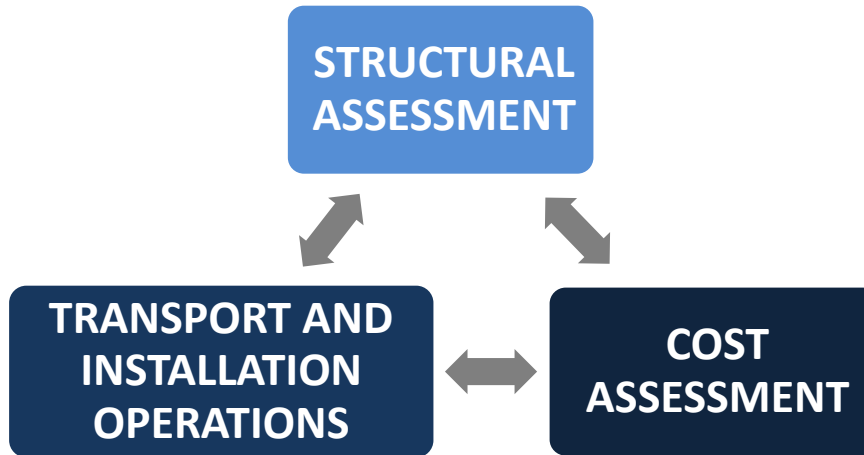 STRUCTURAL
ASSESSMENT
TRANSPORT AND
INSTALLATION
OPERATIONS
COST
ASSESSMENT